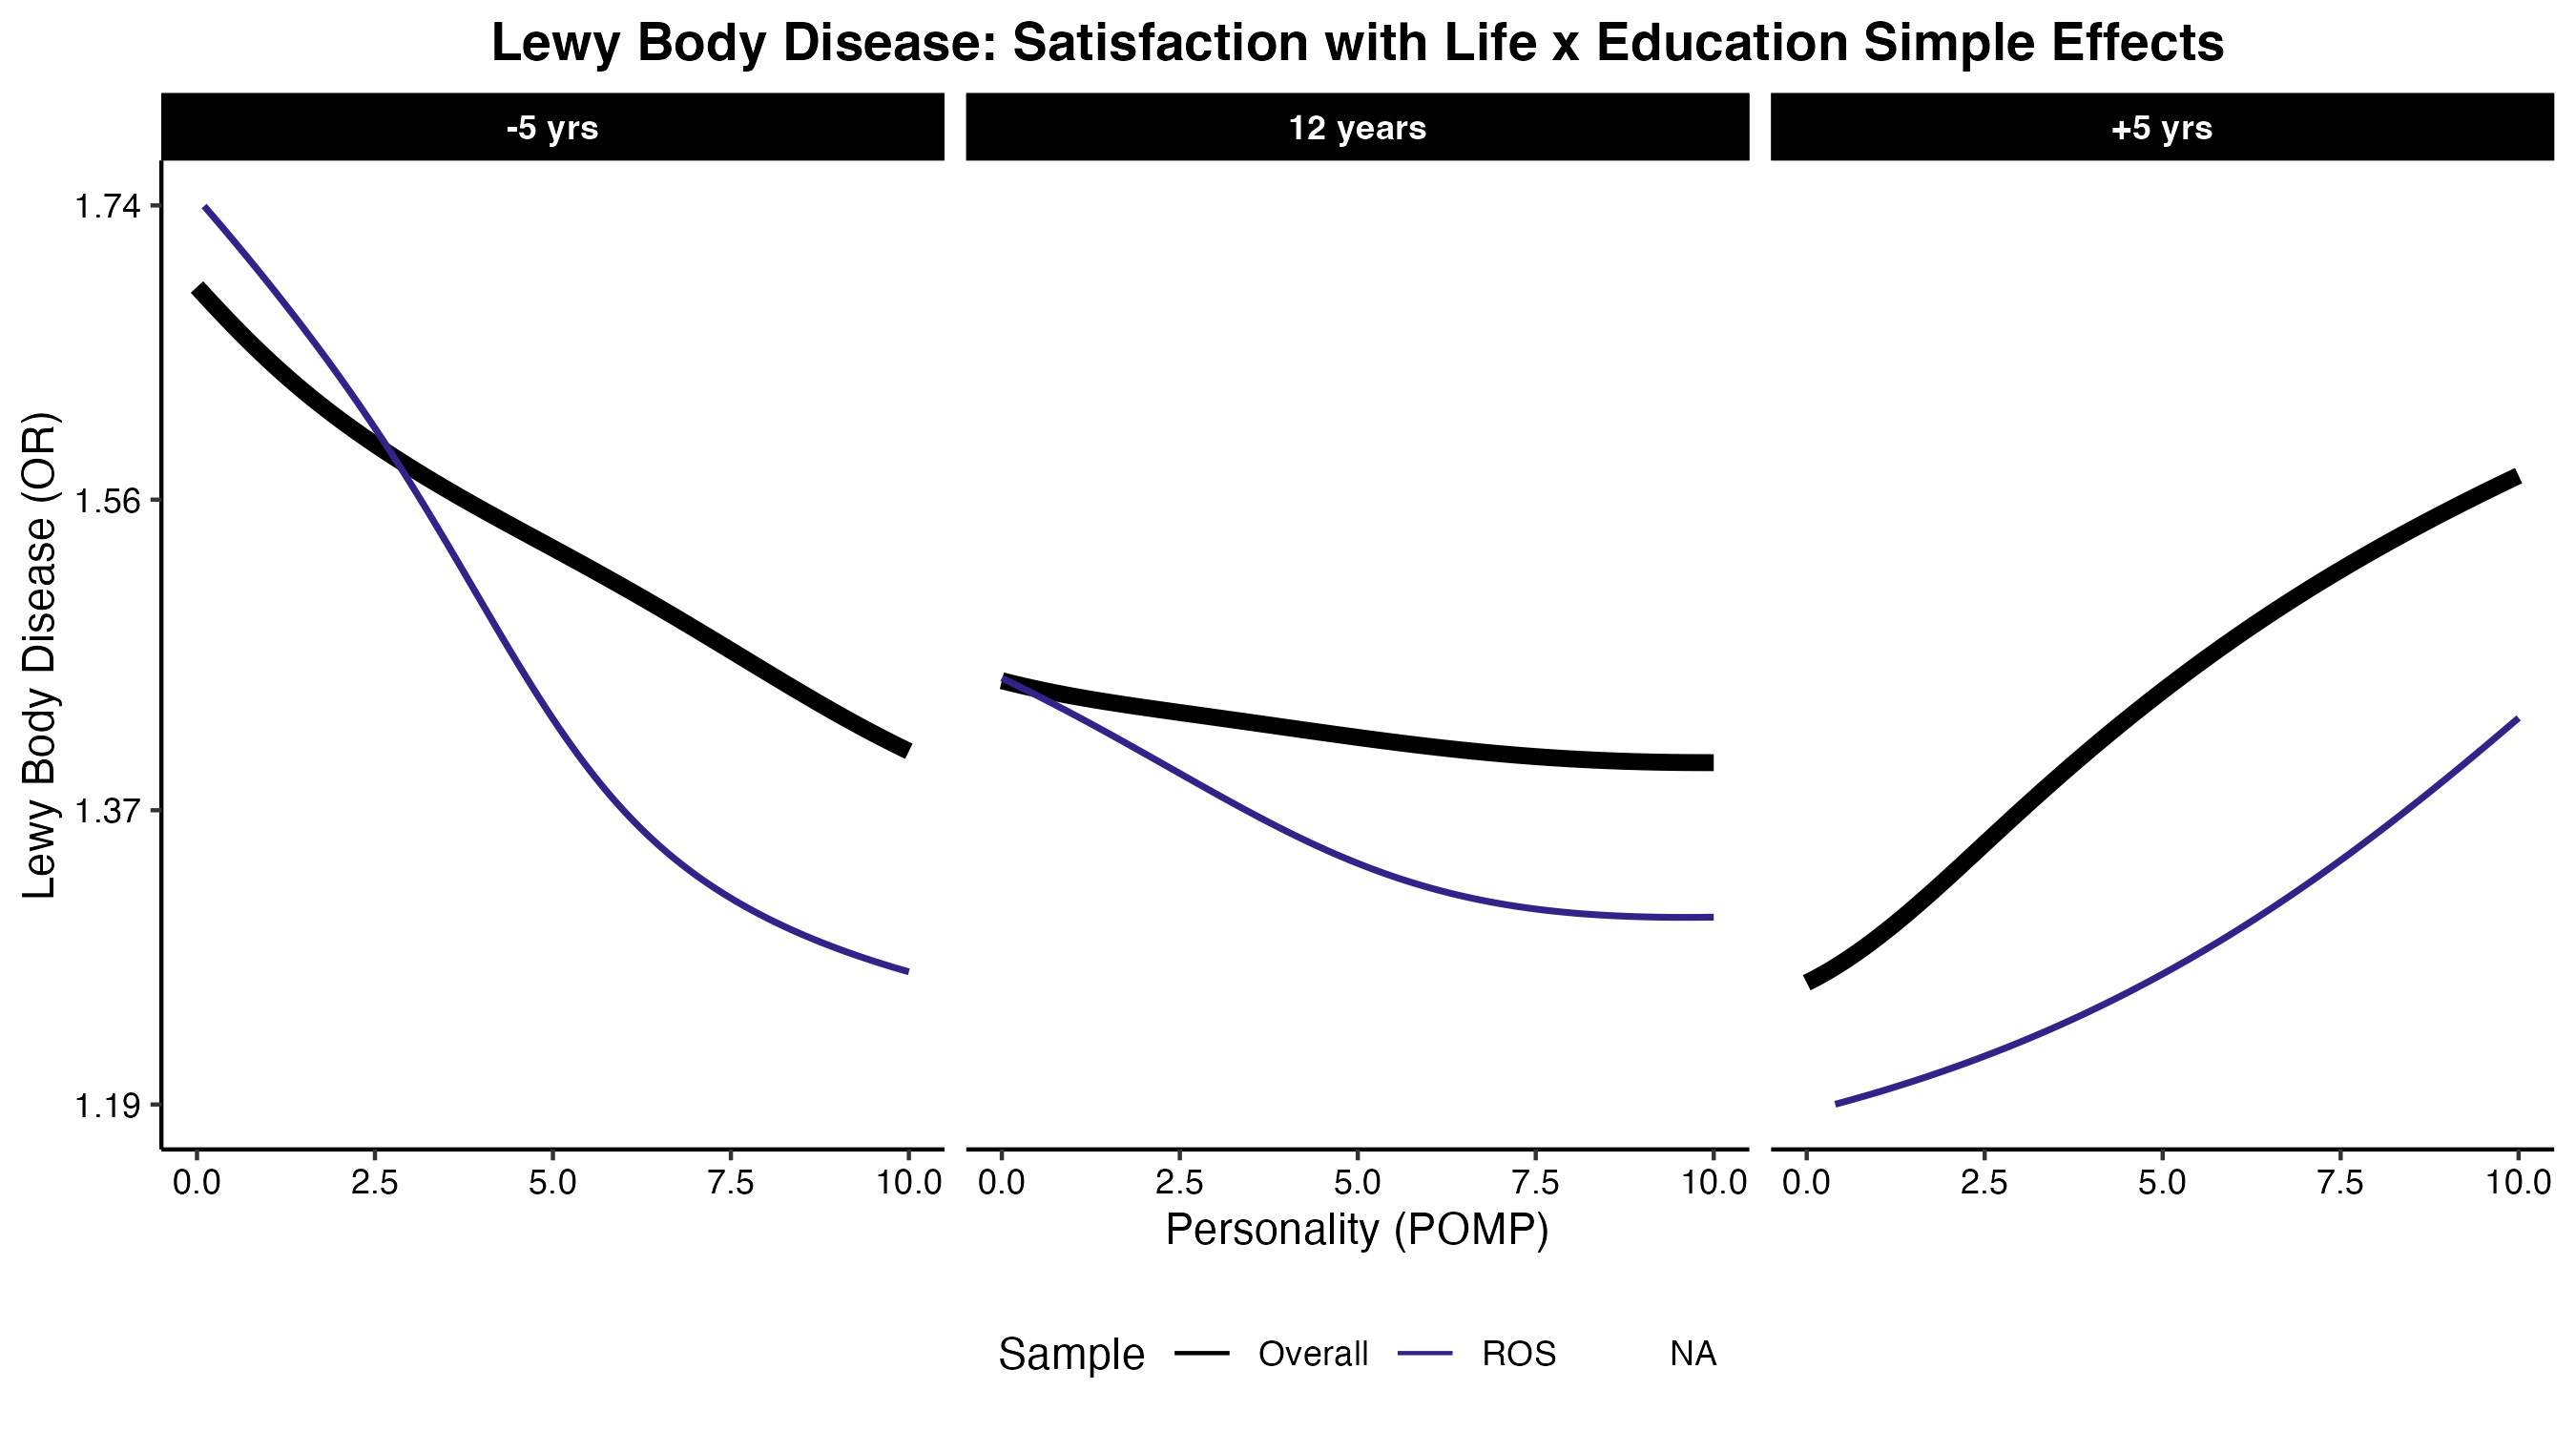 Lewy Body Disease: Satisfaction with Life x Education Simple Effects
-5 yrs 12 years +5 yrs
Lewy Body Disease (OR)
1.74
1.56
1.37
1.19
0.0 2.5 5.0 7.5 10.0 0.0 2.5 5.0 7.5 10.0 0.0 2.5 5.0 7.5 10.0
Personality (POMP)
Sample Overall ROS NA